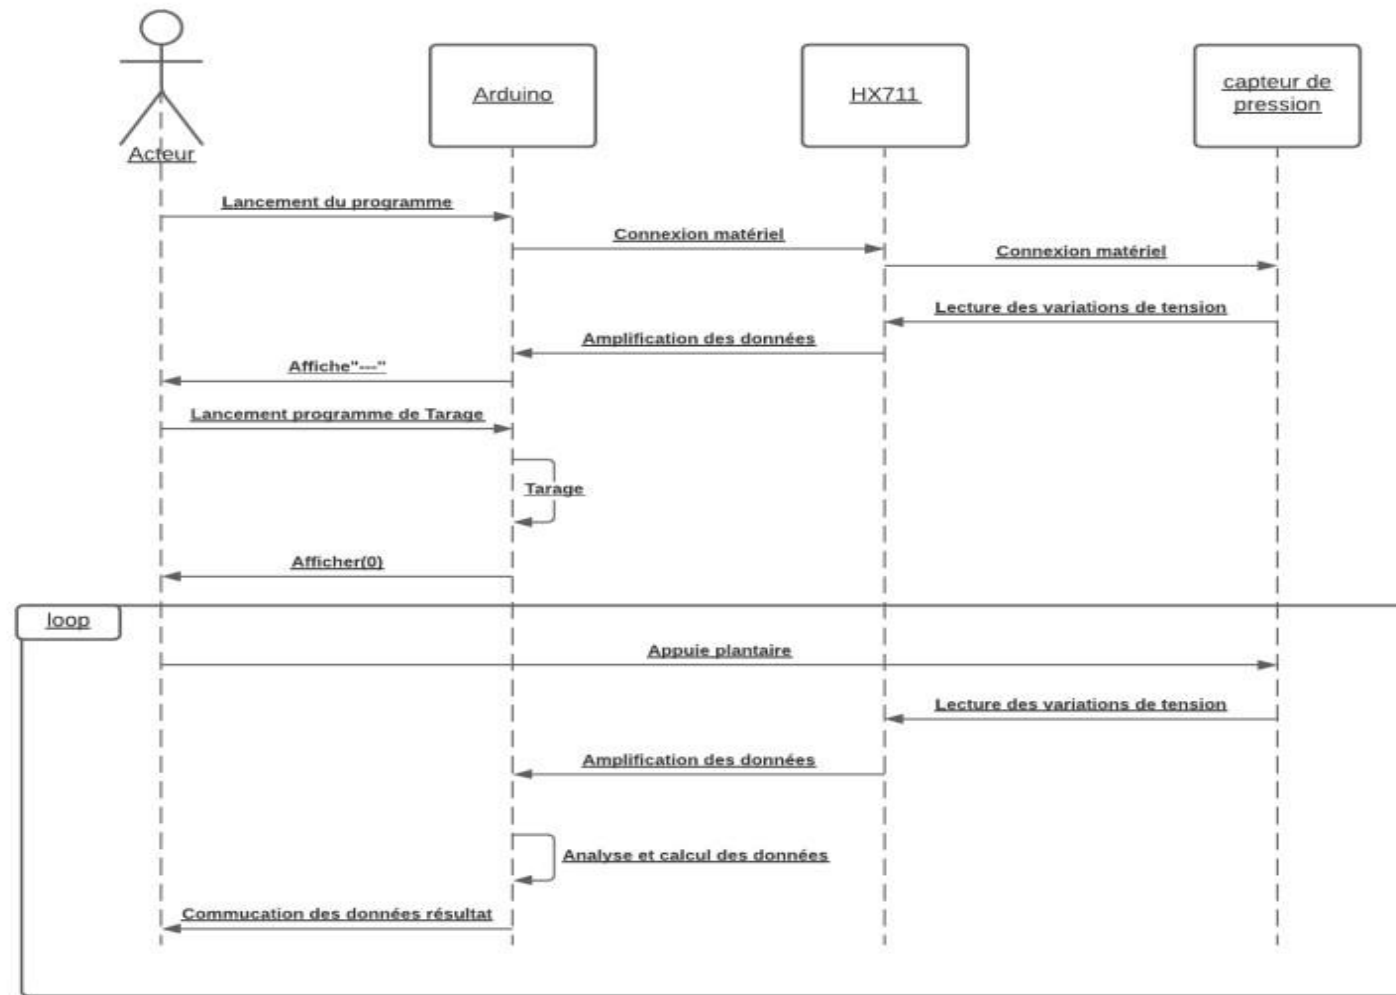 Acteur
Arduino
HX711
capteur de
pression
Lancement du programme
Connexion matériel
Connexion matériel
Lecture des variations de tension
Amplification des données
Affiche"---"
Lancement programme de Tarage
Tarage
Afficher(0)
loop
Appuie plantaire
Lecture des variations de tension
Amplification des données
Analyse et calcul des données
Commucation des données résultat